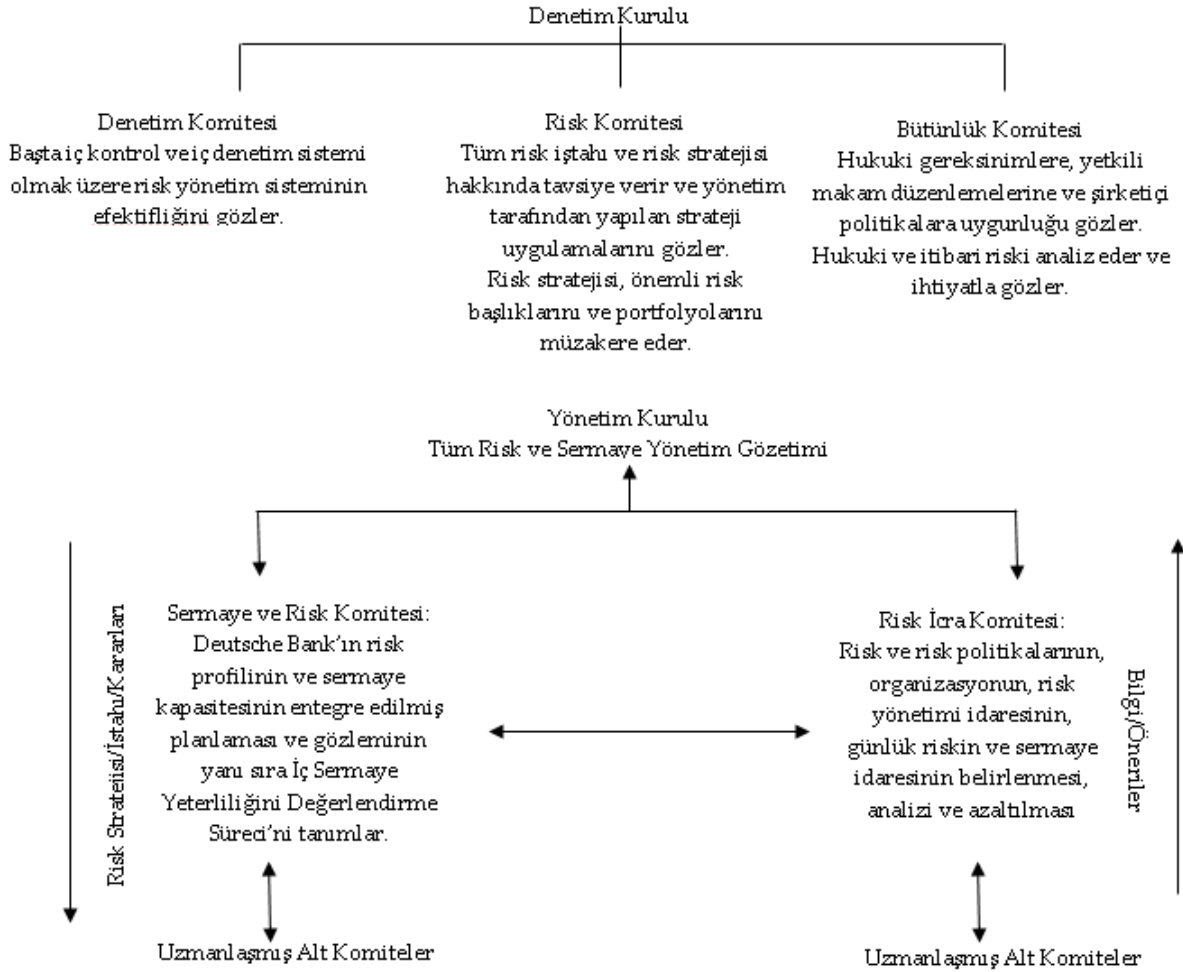 Denetim Kurulu
Denetim Komitesi
Başta iç kontrol ve iç denetim sistemi
olmak üzere risk yönetim sisteminin
efektifliğini gözler.
Risk Komitesi
Tüm risk iştahı ve risk stratejisi
hakkında tavsiye verir ve yönetim
tarafından yapılan strateji
uygulamalarını gözler.
Risk stratejisi, önemli risk
başlıklarını ve portfolyolarını
müzakere eder.
Bütünlük Komitesi
Hukuki gereksinimlere, yetkili
makam düzenlemelerine ve şirketiçi
politikalara uygunluğu gözler.
Hukuki ve itibari riski analiz eder ve
ihtiyatla gözler.
Yönetim Kurulu
Tüm Risk ve Sermaye Yönetim Gözetimi
Risk Stratejisi/İştahı/Kararları
Sermaye ve Risk Komitesi:
Deutsche Bank'ın risk
profilinin ve sermaye
kapasitesinin entegre edilmiş
planlaması ve gözleminin
yanı sıra İç Sermaye
Yeterliliğini Değerlendirme
Süreci'ni tanımlar.
Risk İcra Komitesi:
Risk ve risk politikalarının,
organizasyonun, risk
yönetimi idaresinin,
günlük riskin ve sermaye
idaresinin belirlenmesi,
analizi ve azaltılması
Bilgi/Öneriler
Uzmanlaşmış Alt Komiteler
Uzmanlaşmış Alt Komiteler